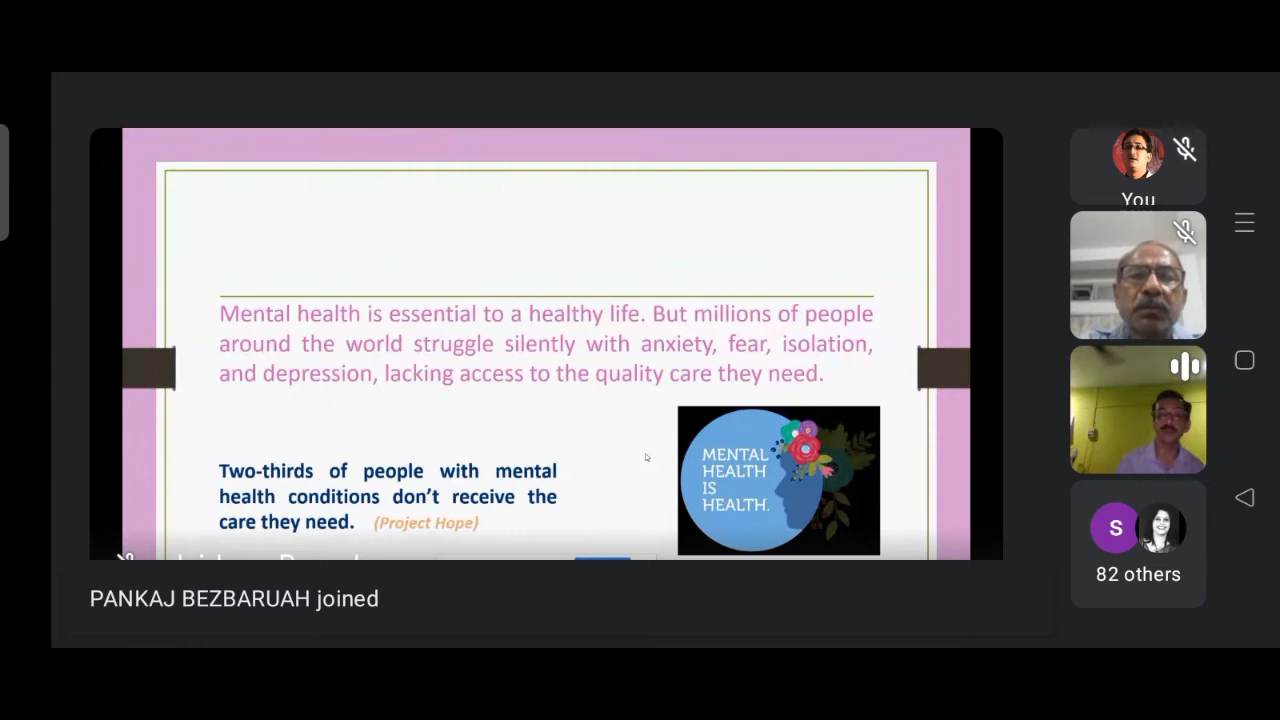 Mental health is essential to a healthy life. But millions of people
around the world struggle silently with anxiety, fear, isolation,
and depression, lacking access to the quality care they need.
Two-thirds of people with mental
health conditions don't receive the
care they need. (Project Hope)
MENTAL
HEALTH
IS
HEALTH.
PANKAJ BEZBARUAH joined
You
S
82 others